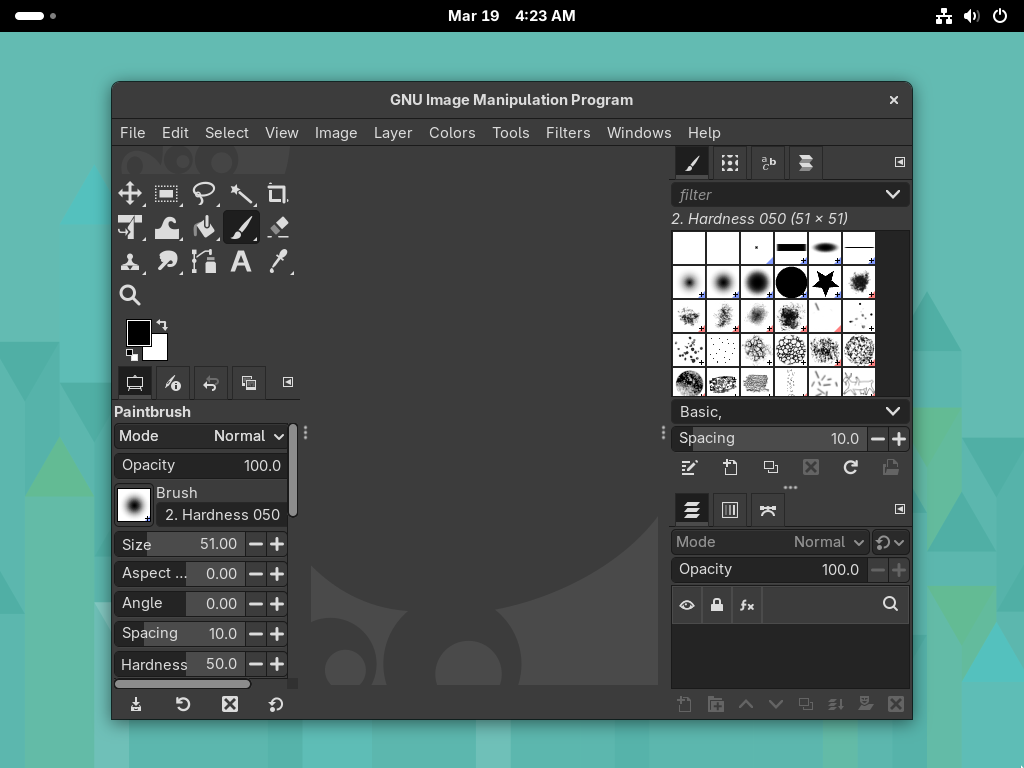 Mar 19 4:23 AM
GNU Image Manipulation Program
File Edit Select View Image Layer Colors Tools Filters Windows Help
filter
2. Hardness 050 (51 × 51)
Basic,
Spacing 10.0
Paintbrush
Mode Normal
Opacity 100.0
Brush
2. Hardness 050
Size 51.00
Aspect ... 0.00
Angle 0.00
Spacing 10.0
Hardness 50.0
Mode Normal
Opacity 100.0
fx